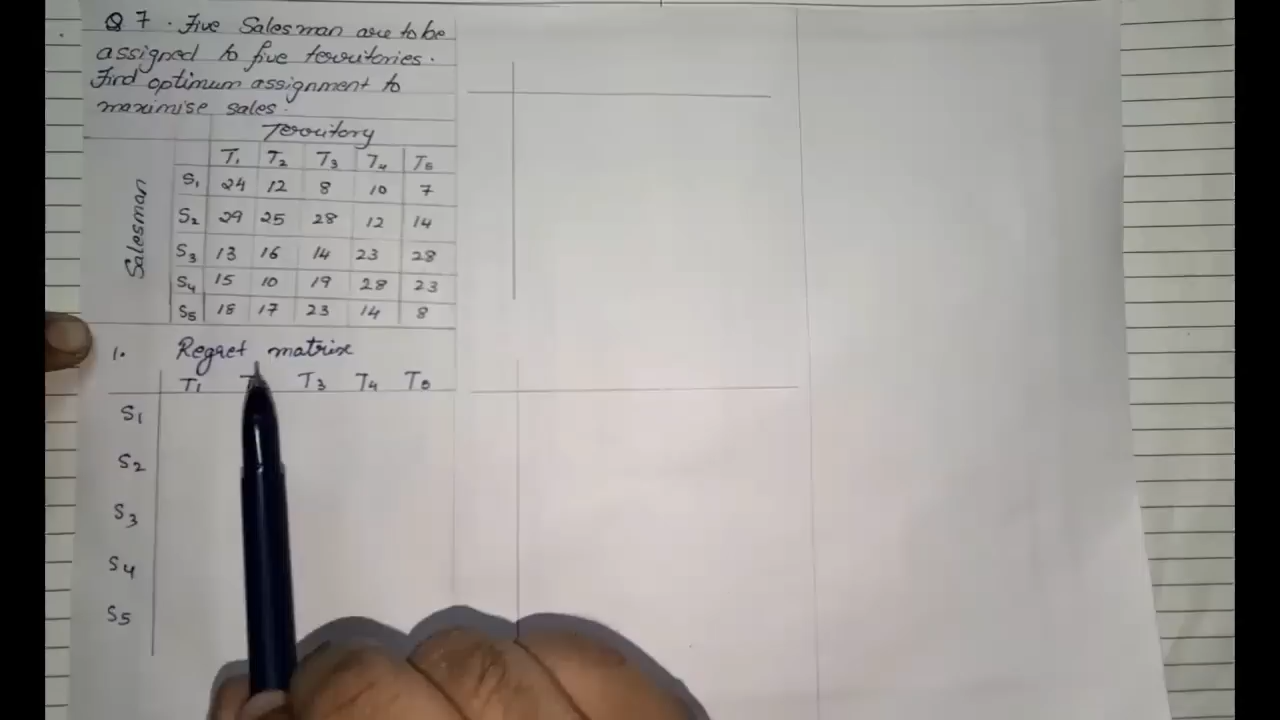 Q 7. Five Salesman are to be
assigned to five territories.
Find optimum assignment to
maximise sales.
Territory
T₁ T₂ T₃ T₄ T₅
Salesman
S₁ 24 12 8 10 7
S₂ 29 25 28 12 14
S₃ 13 16 14 23 28
S₄ 15 10 19 28 23
S₅ 18 17 23 14 8
1. Regret matrix
T₁ T₃ T₄ T₅
S₁
S₂
S₃
S₄
S₅